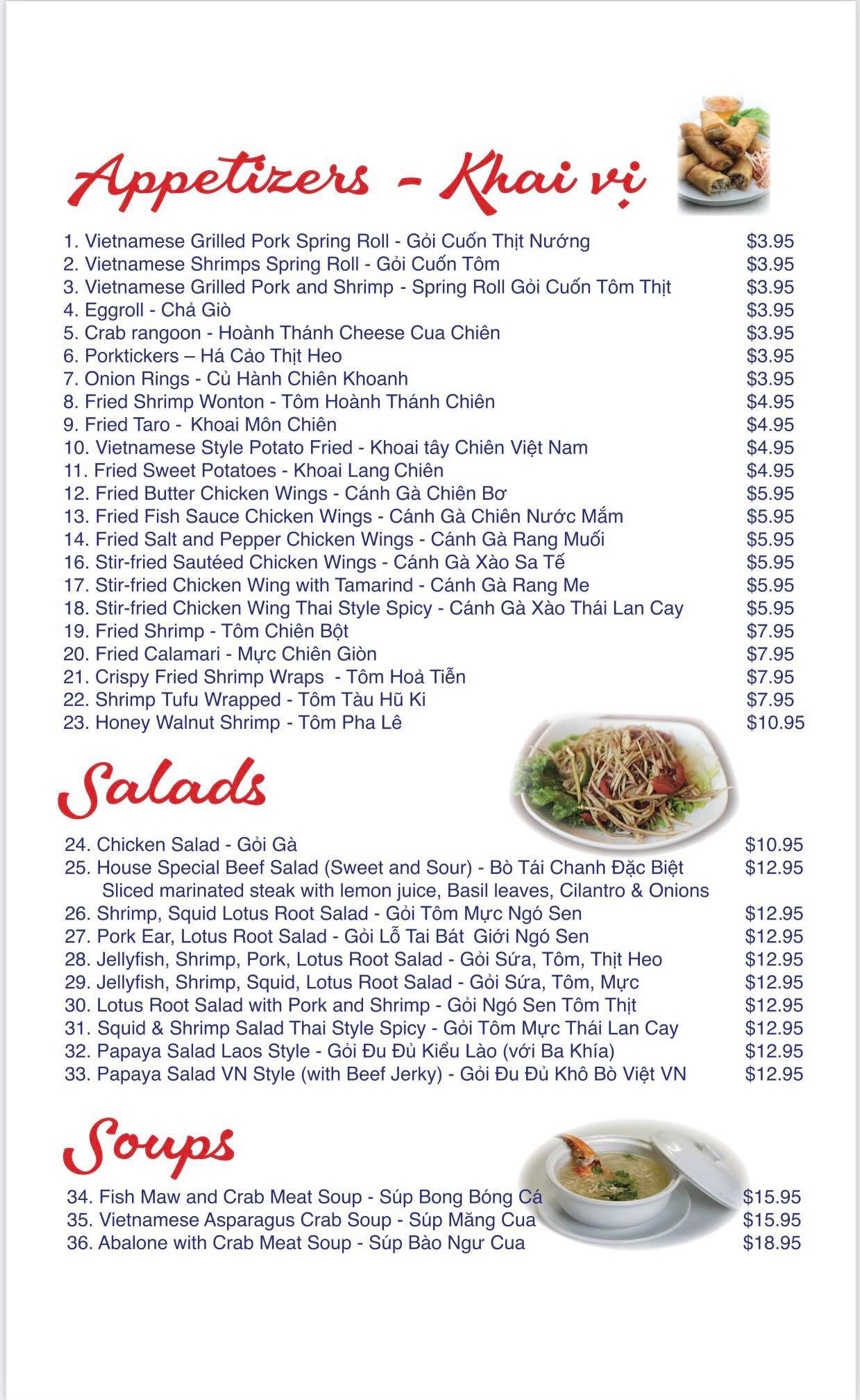 Appetizers - Khai vị
1. Vietnamese Grilled Pork Spring Roll - Gỏi Cuốn Thịt Nướng $3.95
2. Vietnamese Shrimps Spring Roll - Gỏi Cuốn Tôm $3.95
3. Vietnamese Grilled Pork and Shrimp - Spring Roll Gỏi Cuốn Tôm Thịt $3.95
4. Eggroll - Chả Giò $3.95
5. Crab rangoon - Hoành Thánh Cheese Cua Chiên $3.95
6. Porktickers – Há Cảo Thịt Heo $3.95
7. Onion Rings - Củ Hành Chiên Khoanh $3.95
8. Fried Shrimp Wonton - Tôm Hoành Thánh Chiên $4.95
9. Fried Taro - Khoai Môn Chiên $4.95
10. Vietnamese Style Potato Fried - Khoai tây Chiên Việt Nam $4.95
11. Fried Sweet Potatoes - Khoai Lang Chiên $4.95
12. Fried Butter Chicken Wings - Cánh Gà Chiên Bơ $5.95
13. Fried Fish Sauce Chicken Wings - Cánh Gà Chiên Nước Mắm $5.95
14. Fried Salt and Pepper Chicken Wings - Cánh Gà Rang Muối $5.95
16. Stir-fried Sautéed Chicken Wings - Cánh Gà Xào Sa Tế $5.95
17. Stir-fried Chicken Wing with Tamarind - Cánh Gà Rang Me $5.95
18. Stir-fried Chicken Wing Thai Style Spicy - Cánh Gà Xào Thái Lan Cay $5.95
19. Fried Shrimp - Tôm Chiên Bột $7.95
20. Fried Calamari - Mực Chiên Giòn $7.95
21. Crispy Fried Shrimp Wraps - Tôm Hoả Tiễn $7.95
22. Shrimp Tufu Wrapped - Tôm Tàu Hũ Ki $7.95
23. Honey Walnut Shrimp - Tôm Pha Lê $10.95
Salads
24. Chicken Salad - Gỏi Gà $10.95
25. House Special Beef Salad (Sweet and Sour) - Bò Tái Chanh Đặc Biệt $12.95
Sliced marinated steak with lemon juice, Basil leaves, Cilantro & Onions
26. Shrimp, Squid Lotus Root Salad - Gỏi Tôm Mực Ngó Sen $12.95
27. Pork Ear, Lotus Root Salad - Gỏi Lỗ Tai Bát Giới Ngó Sen $12.95
28. Jellyfish, Shrimp, Pork, Lotus Root Salad - Gỏi Sứa, Tôm, Thịt Heo $12.95
29. Jellyfish, Shrimp, Squid, Lotus Root Salad - Gỏi Sứa, Tôm, Mực $12.95
30. Lotus Root Salad with Pork and Shrimp - Gỏi Ngó Sen Tôm Thịt $12.95
31. Squid & Shrimp Salad Thai Style Spicy - Gỏi Tôm Mực Thái Lan Cay $12.95
32. Papaya Salad Laos Style - Gỏi Đu Đủ Kiểu Lào (với Ba Khía) $12.95
33. Papaya Salad VN Style (with Beef Jerky) - Gỏi Đu Đủ Khô Bò Việt VN $12.95
Soups
34. Fish Maw and Crab Meat Soup - Súp Bong Bóng Cá $15.95
35. Vietnamese Asparagus Crab Soup - Súp Măng Cua $15.95
36. Abalone with Crab Meat Soup - Súp Bào Ngư Cua $18.95